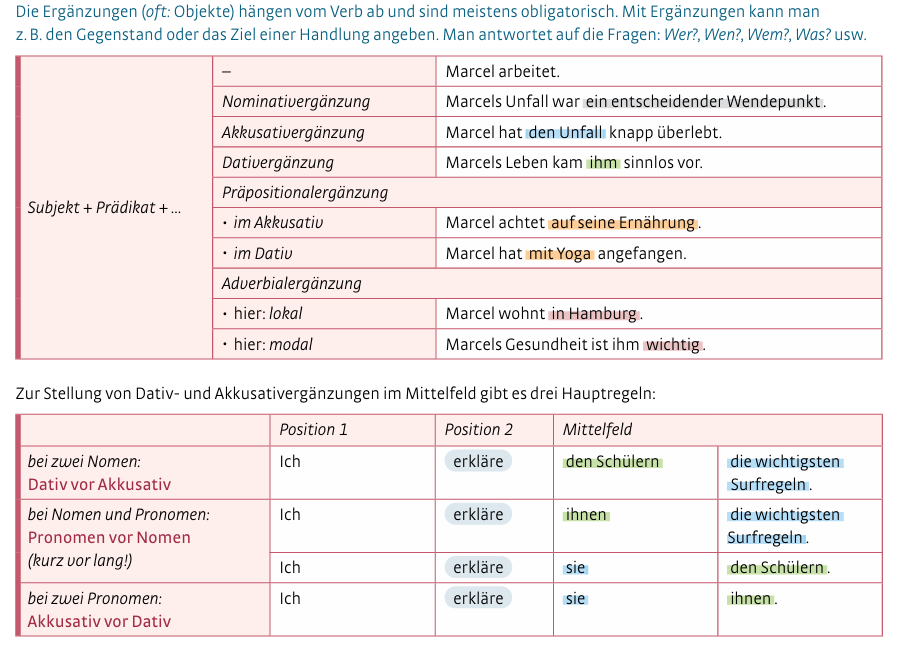 Die Ergänzungen (oft: Objekte) hängen vom Verb ab und sind meistens obligatorisch. Mit Ergänzungen kann man
z. B. den Gegenstand oder das Ziel einer Handlung angeben. Man antwortet auf die Fragen: Wer?, Wen?, Wem?, Was? usw.
Subjekt + Prädikat + ...
– Marcel arbeitet.
Nominativergänzung Marcels Unfall war ein entscheidender Wendepunkt.
Akkusativergänzung Marcel hat den Unfall knapp überlebt.
Dativergänzung Marcels Leben kam ihm sinnlos vor.
Präpositionalergänzung
• im Akkusativ Marcel achtet auf seine Ernährung.
• im Dativ Marcel hat mit Yoga angefangen.
Adverbialergänzung
• hier: lokal Marcel wohnt in Hamburg.
• hier: modal Marcels Gesundheit ist ihm wichtig.
Zur Stellung von Dativ- und Akkusativergänzungen im Mittelfeld gibt es drei Hauptregeln:
Position 1 Position 2 Mittelfeld
bei zwei Nomen: Ich erkläre den Schülern die wichtigsten
Dativ vor Akkusativ Surfregeln.
bei Nomen und Pronomen: Ich erkläre ihnen die wichtigsten
Pronomen vor Nomen Surfregeln.
(kurz vor lang!)
Ich erkläre sie den Schülern.
bei zwei Pronomen: Ich erkläre sie ihnen.
Akkusativ vor Dativ